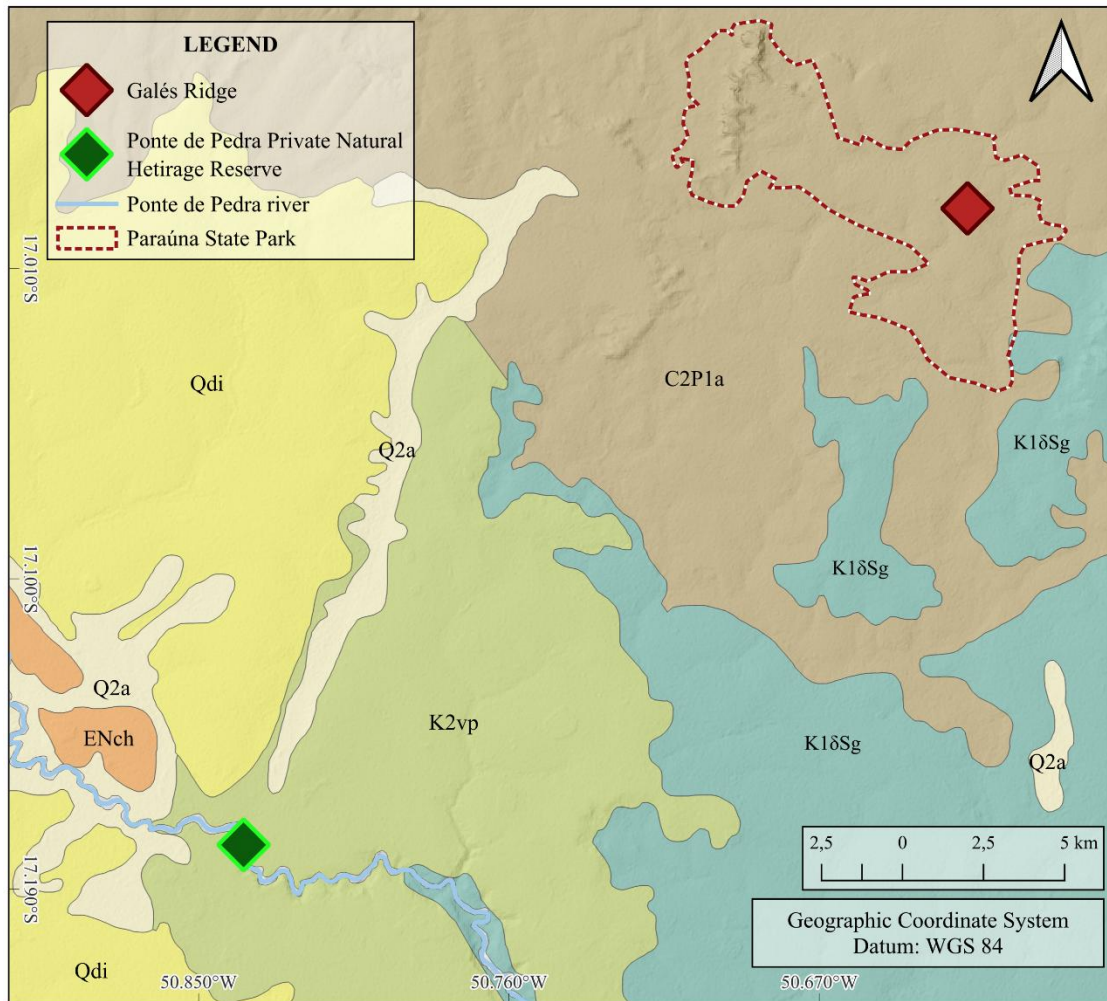 LEGEND
Galés Ridge
Ponte de Pedra Private Natural
Hetirage Reserve
Ponte de Pedra river
Paraúna State Park
17.010°S
Qdi
C2P1a
Q2a
K1δSg
K1δSg
17.100°S
Q2a
ENch
K2vp
K1δSg
Q2a
2,5 0 2,5 5 km
17.190°S
Geographic Coordinate System
Datum: WGS 84
Qdi
50.850°W 50.760°W 50.670°W